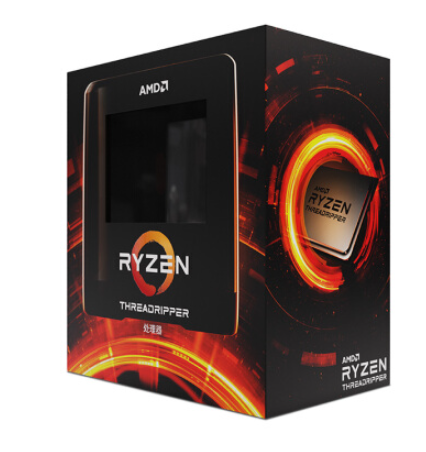 AMD
RYZEN
THREADRIPPER
处理器
AMD
RYZEN
THREADRIPPER
AMD
RYZEN
THREADRIPPER